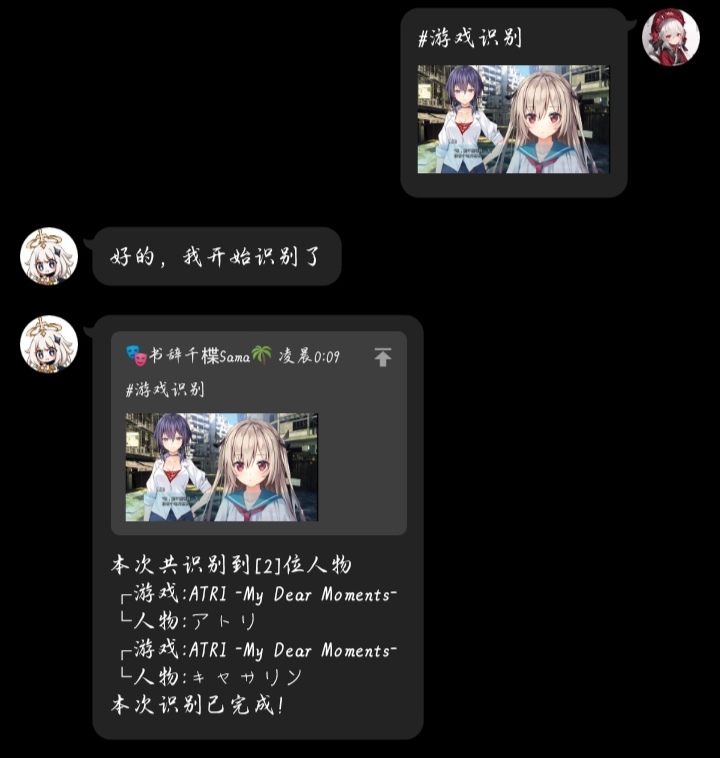 #游戏识别
好的，我开始识别了
🎭书辞千楪Sama🌴 凌晨0:09
#游戏识别
本次共识别到[2]位人物
┌游戏:ATRI -My Dear Moments-
└人物:アトリ
┌游戏:ATRI -My Dear Moments-
└人物:キャサリン
本次识别已完成!